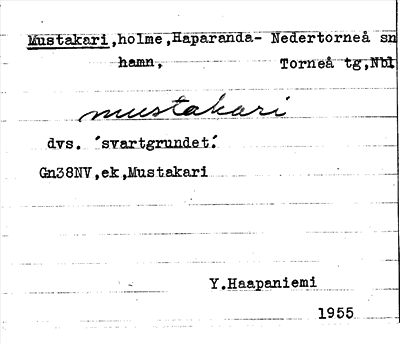 Mustakari,holme,Haparanda- Nedertorneå sn
hamn, Torneå tg,Nbl
mustakari
dvs. ´svartgrundet´.
Gn38NV,ek,Mustakari
Y.Haapaniemi
1955